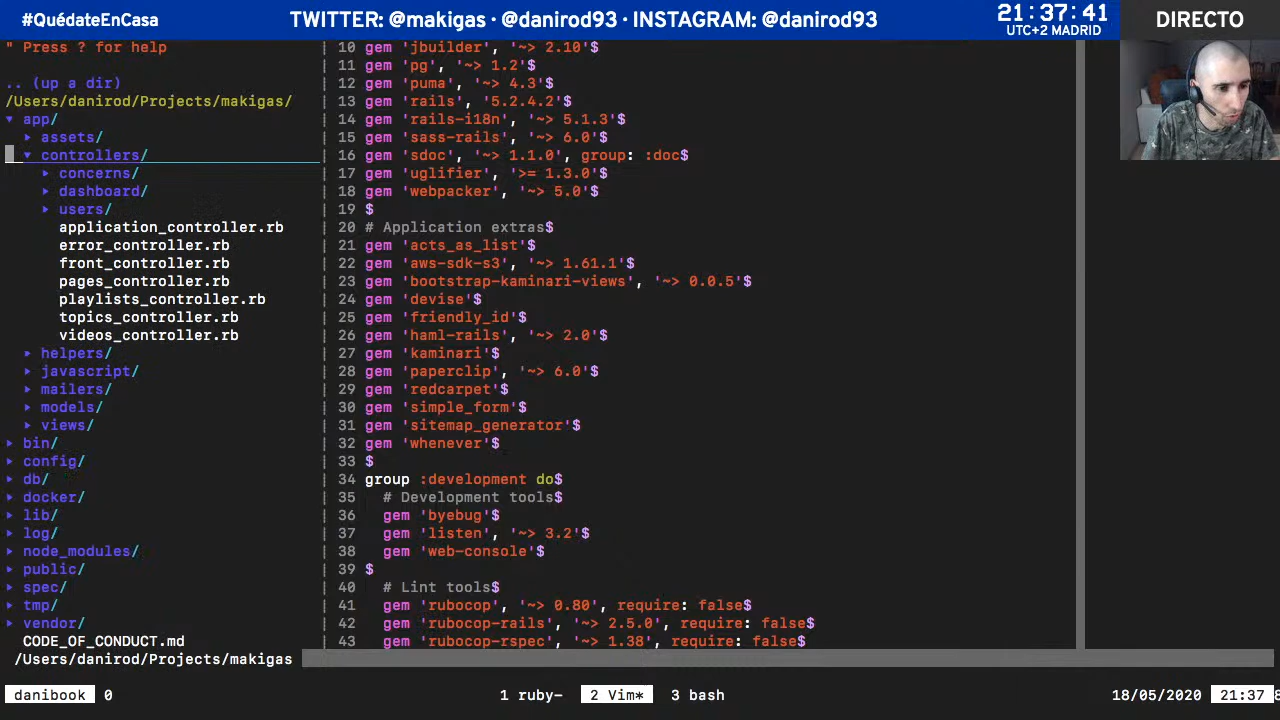 #QuédateEnCasa
TWITTER: @makigas · @danirod93 · INSTAGRAM: @danirod93
21:37:41
UTC+2 MADRID
DIRECTO
" Press ? for help
.. (up a dir)
/Users/danirod/Projects/makigas/
▾ app/
▸ assets/
▾ controllers/
▸ concerns/
▸ dashboard/
▸ users/
application_controller.rb
error_controller.rb
front_controller.rb
pages_controller.rb
playlists_controller.rb
topics_controller.rb
videos_controller.rb
▸ helpers/
▸ javascript/
▸ mailers/
▸ models/
▸ views/
▸ bin/
▸ config/
▸ db/
▸ docker/
▸ lib/
▸ log/
▸ node_modules/
▸ public/
▸ spec/
▸ tmp/
▸ vendor/
CODE_OF_CONDUCT.md
/Users/danirod/Projects/makigas
10 gem 'jbuilder', '~> 2.10'$
11 gem 'pg', '~> 1.2'$
12 gem 'puma', '~> 4.3'$
13 gem 'rails', '5.2.4.2'$
14 gem 'rails-i18n', '~> 5.1.3'$
15 gem 'sass-rails', '~> 6.0'$
16 gem 'sdoc', '~> 1.1.0', group: :doc$
17 gem 'uglifier', '>= 1.3.0'$
18 gem 'webpacker', '~> 5.0'$
19 $
20 # Application extras$
21 gem 'acts_as_list'$
22 gem 'aws-sdk-s3', '~> 1.61.1'$
23 gem 'bootstrap-kaminari-views', '~> 0.0.5'$
24 gem 'devise'$
25 gem 'friendly_id'$
26 gem 'haml-rails', '~> 2.0'$
27 gem 'kaminari'$
28 gem 'paperclip', '~> 6.0'$
29 gem 'redcarpet'$
30 gem 'simple_form'$
31 gem 'sitemap_generator'$
32 gem 'whenever'$
33 $
34 group :development do$
35 # Development tools$
36 gem 'byebug'$
37 gem 'listen', '~> 3.2'$
38 gem 'web-console'$
39 $
40 # Lint tools$
41 gem 'rubocop', '~> 0.80', require: false$
42 gem 'rubocop-rails', '~> 2.5.0', require: false$
43 gem 'rubocop-rspec', '~> 1.38', require: false$
danibook 0 1 ruby- 2 Vim* 3 bash 18/05/2020 21:37